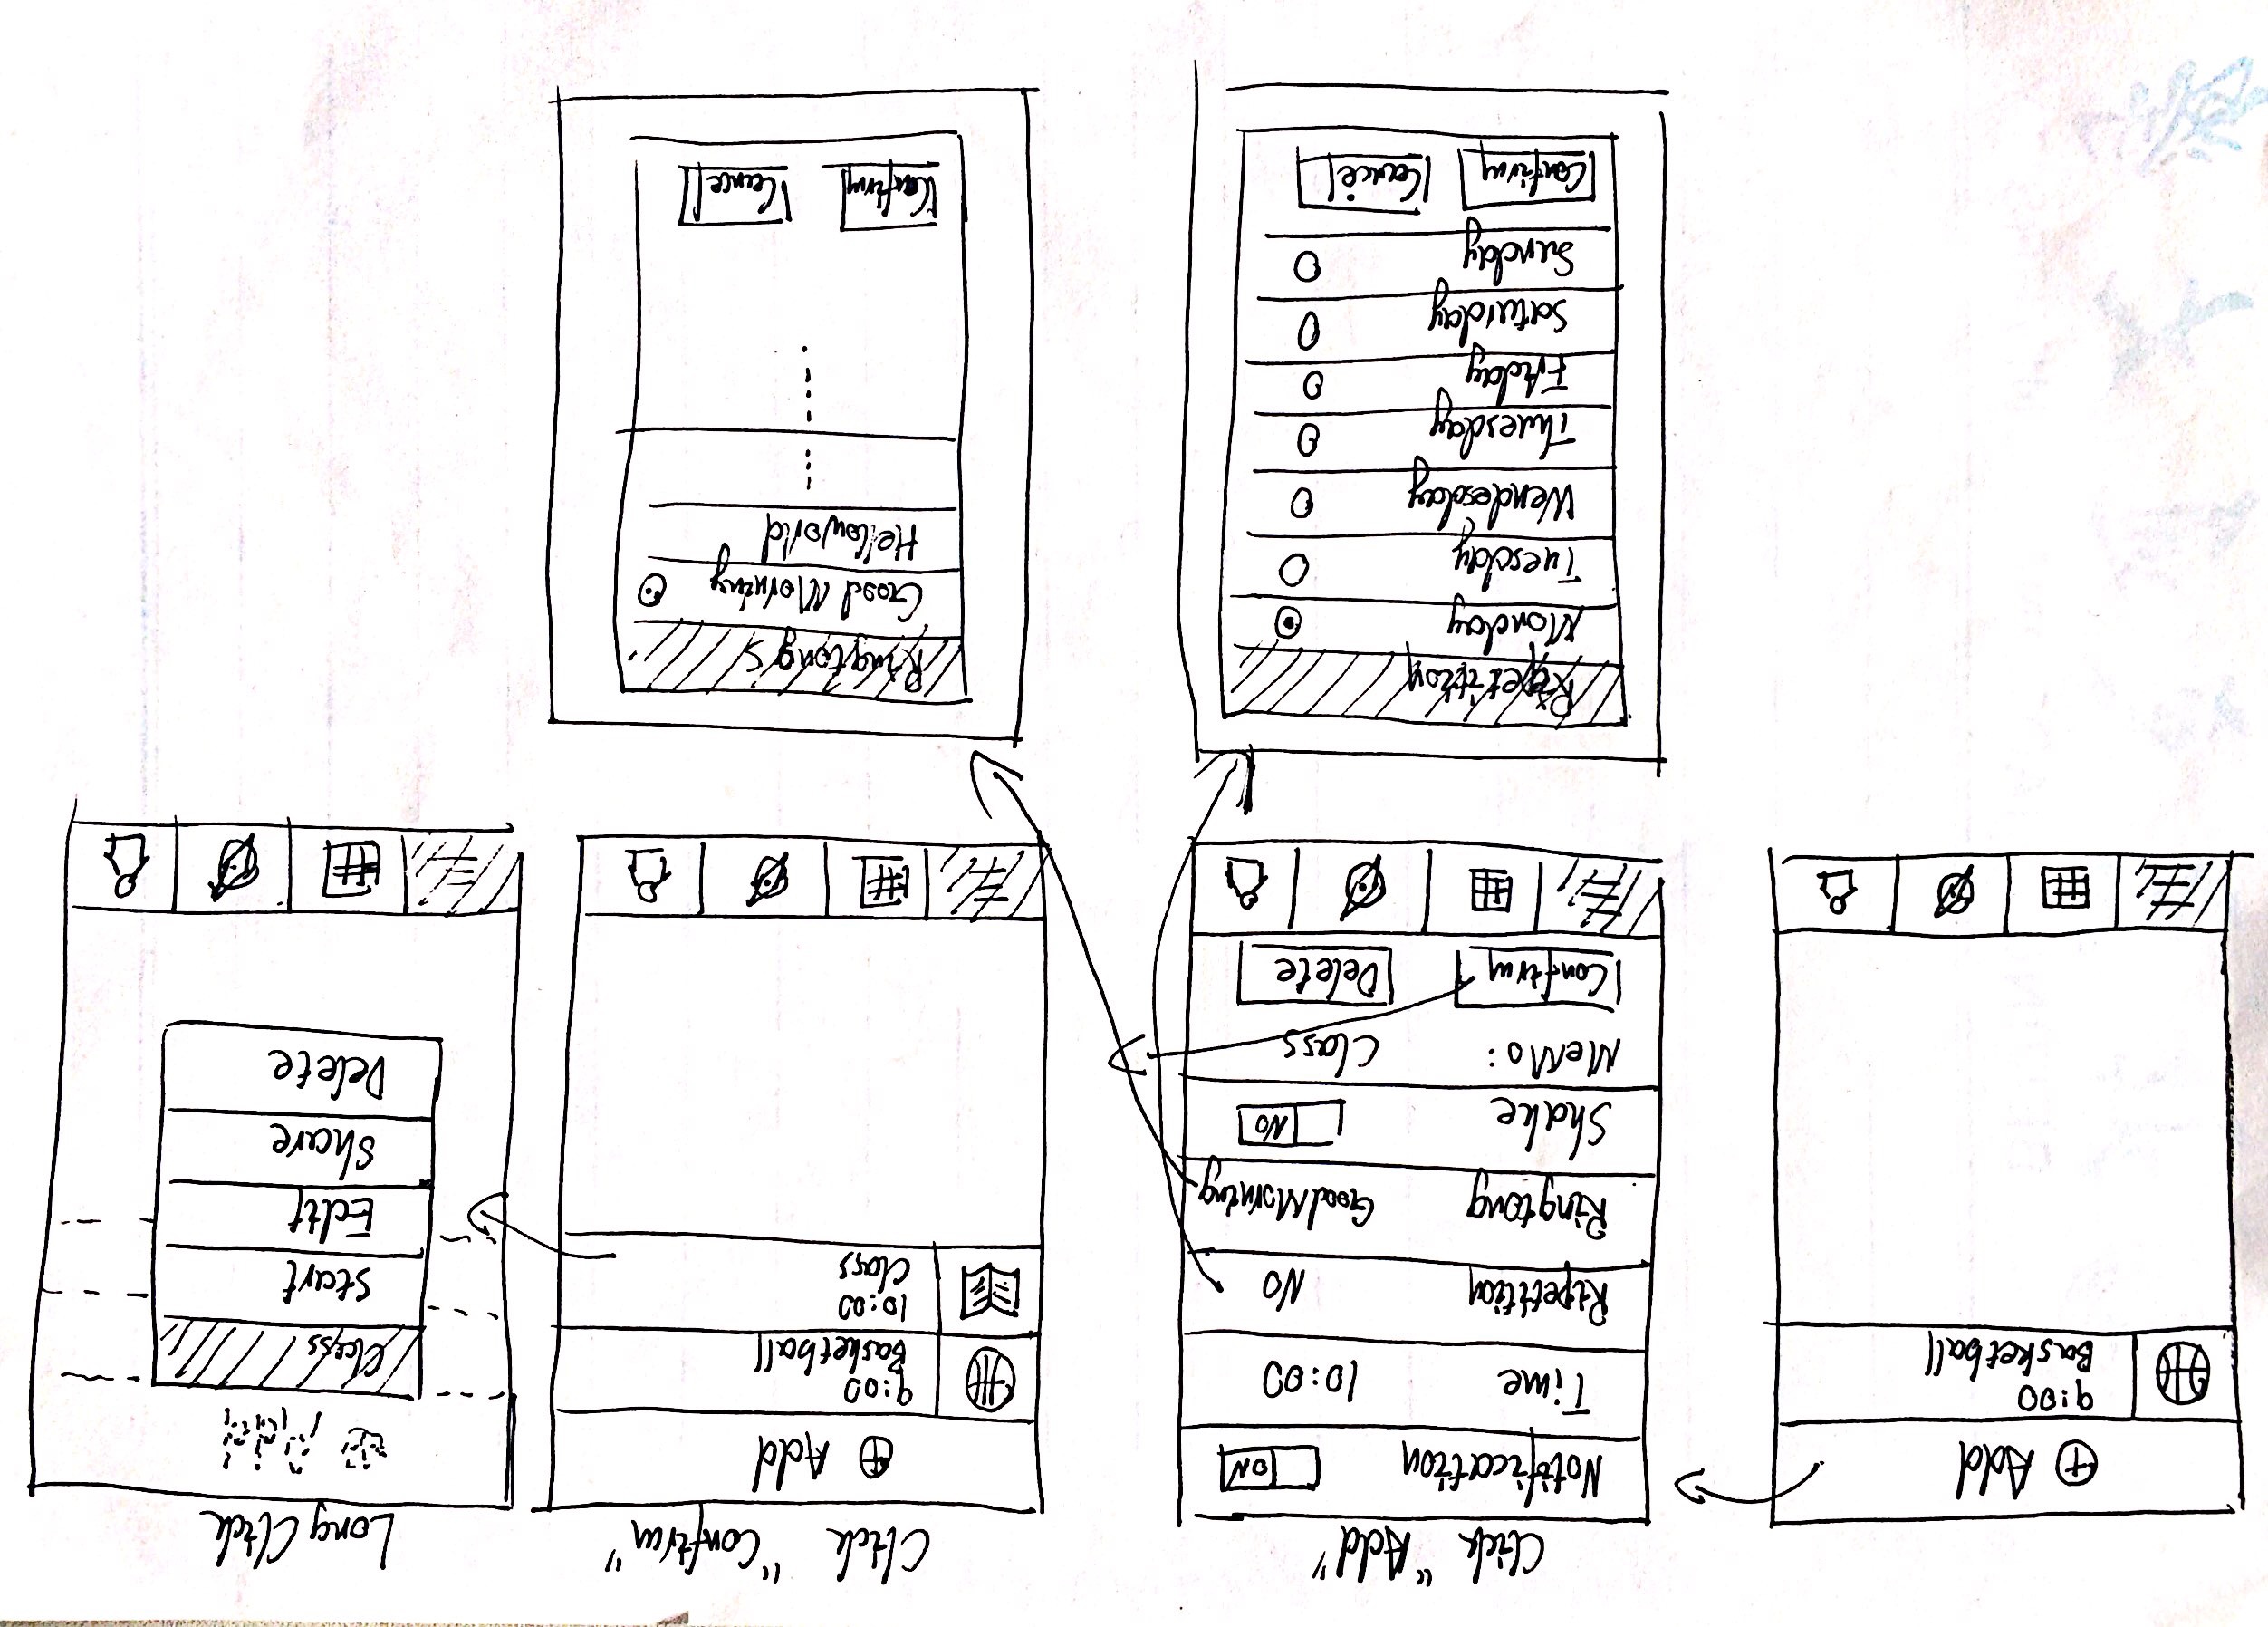 Add
9:00
Basketball
Click "Add"
Notification ON
Time 10:00
Repetition NO
Ringtong GoodMorning
Shake ON
MeMo: Class
Confirm Delete
Click "Confirm"
Add
9:00
Basketball
10:00
Class
Long Click
Class
Start
Edit
Share
Delete
Repetition
Monday
Tuesday
Wendesday
Thuesday
Friday
Saturday
Sunday
Confirm Cancel
Ringtongs
Good Morning
Helloworld
Confirm Cancel